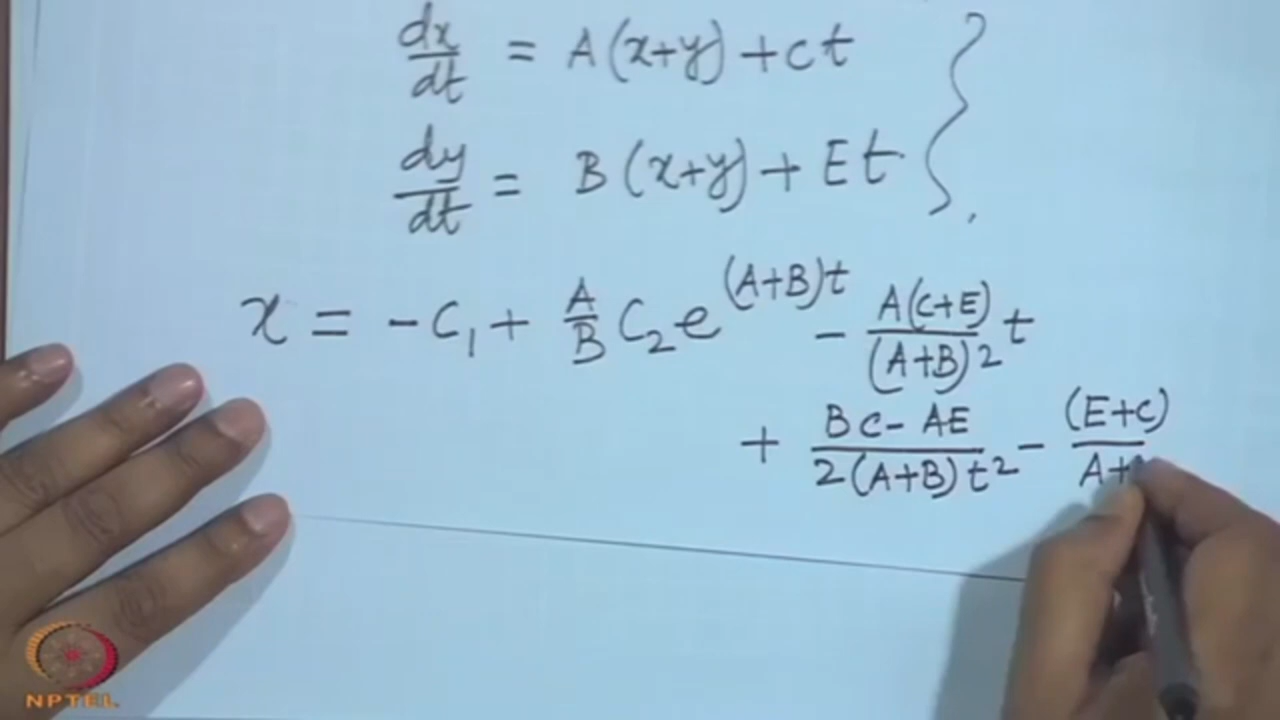 dx/dt = A(x+y)+ct
dy/dt = B(x+y)+Et.
x = -C₁ + A/B C₂ e^(A+B)t - A(C+E)/(A+B)² t
+ BC-AE/2(A+B)t² - (E+C)/A+
NPTEL